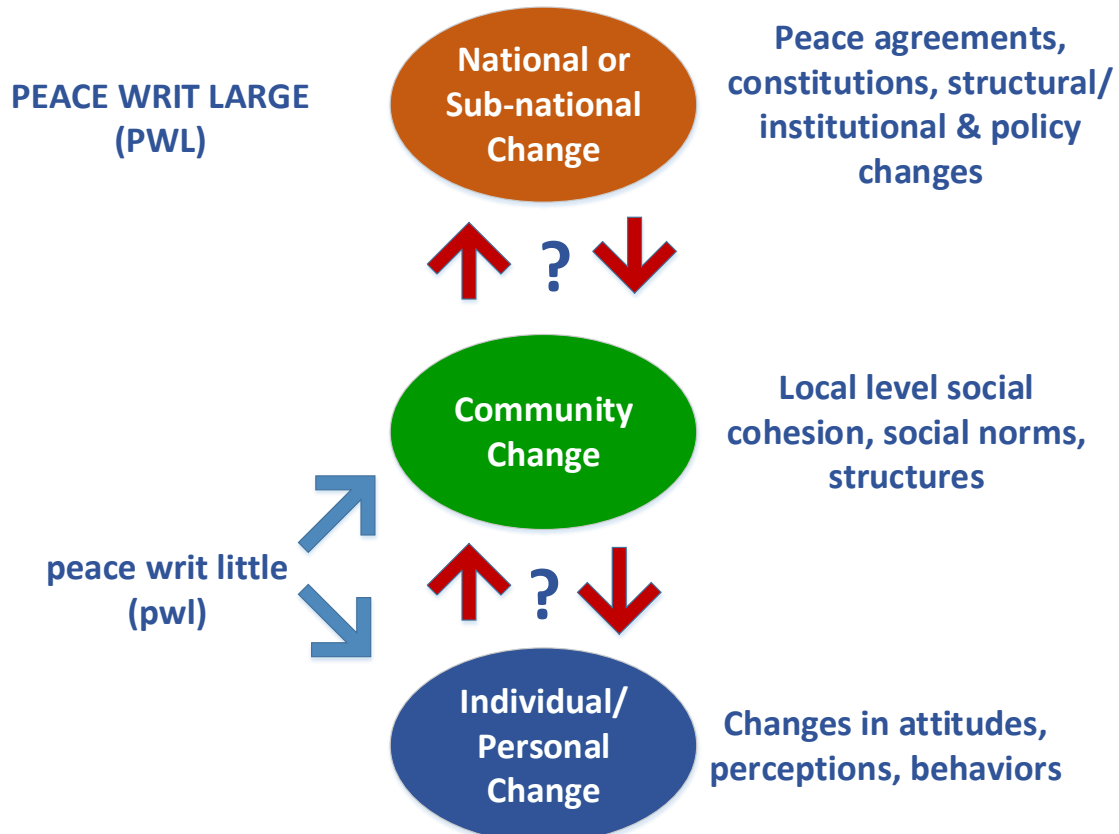 PEACE WRIT LARGE
(PWL)
National or
Sub-national
Change
Peace agreements,
constitutions, structural/
institutional & policy
changes
?
Community
Change
Local level social
cohesion, social norms,
structures
peace writ little
(pwl)
?
Individual/
Personal
Change
Changes in attitudes,
perceptions, behaviors